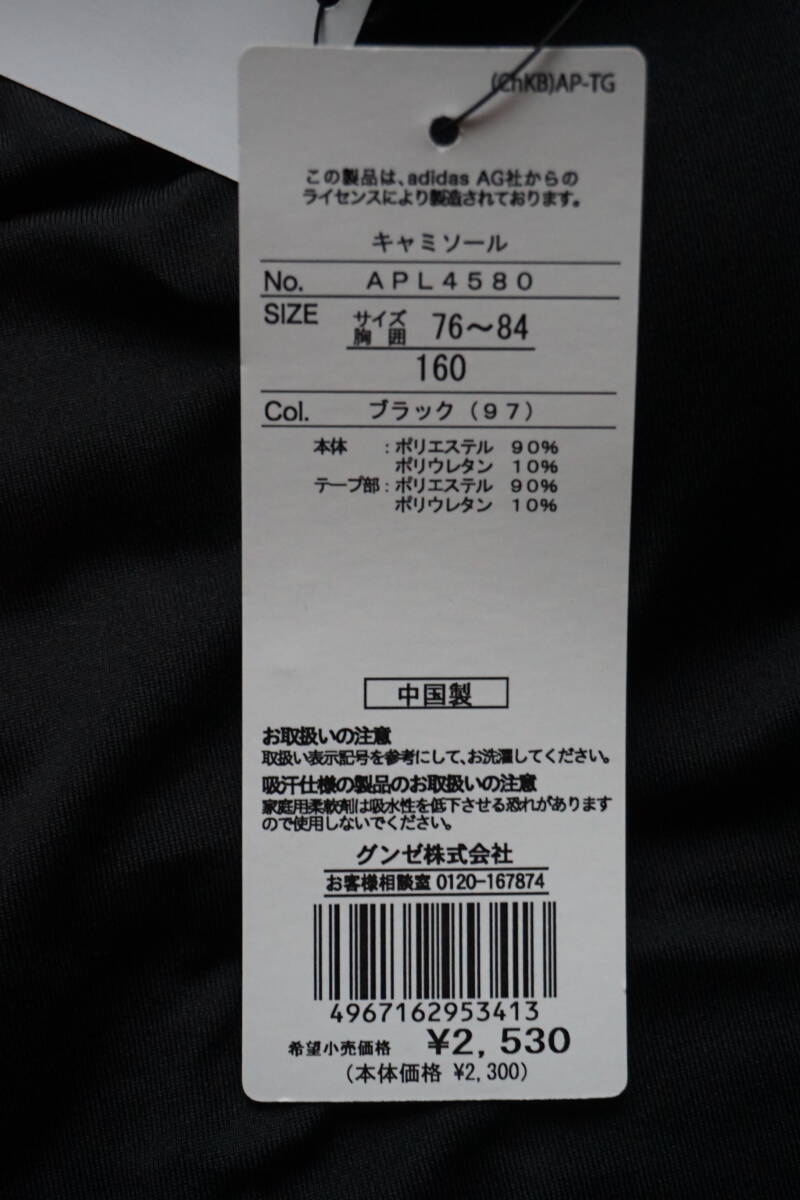 (ChKB)AP-TG
この製品は、adidas AG社からの
ライセンスにより製造されております。
キャミソール
No. APL4580
SIZE サイズ 胸囲 76〜84
160
Col. ブラック(97)
本体 :ポリエステル 90%
ポリウレタン 10%
テープ部:ポリエステル 90%
ポリウレタン 10%
中国製
お取扱いの注意
取扱い表示記号を参考にして、お洗濯してください。
吸汗仕様の製品のお取扱いの注意
家庭用柔軟剤は吸水性を低下させる恐れがあります
ので使用しないでください。
グンゼ株式会社
お客様相談室 0120-167874
4967162953413
希望小売価格 ¥2,530
(本体価格 ¥2,300)